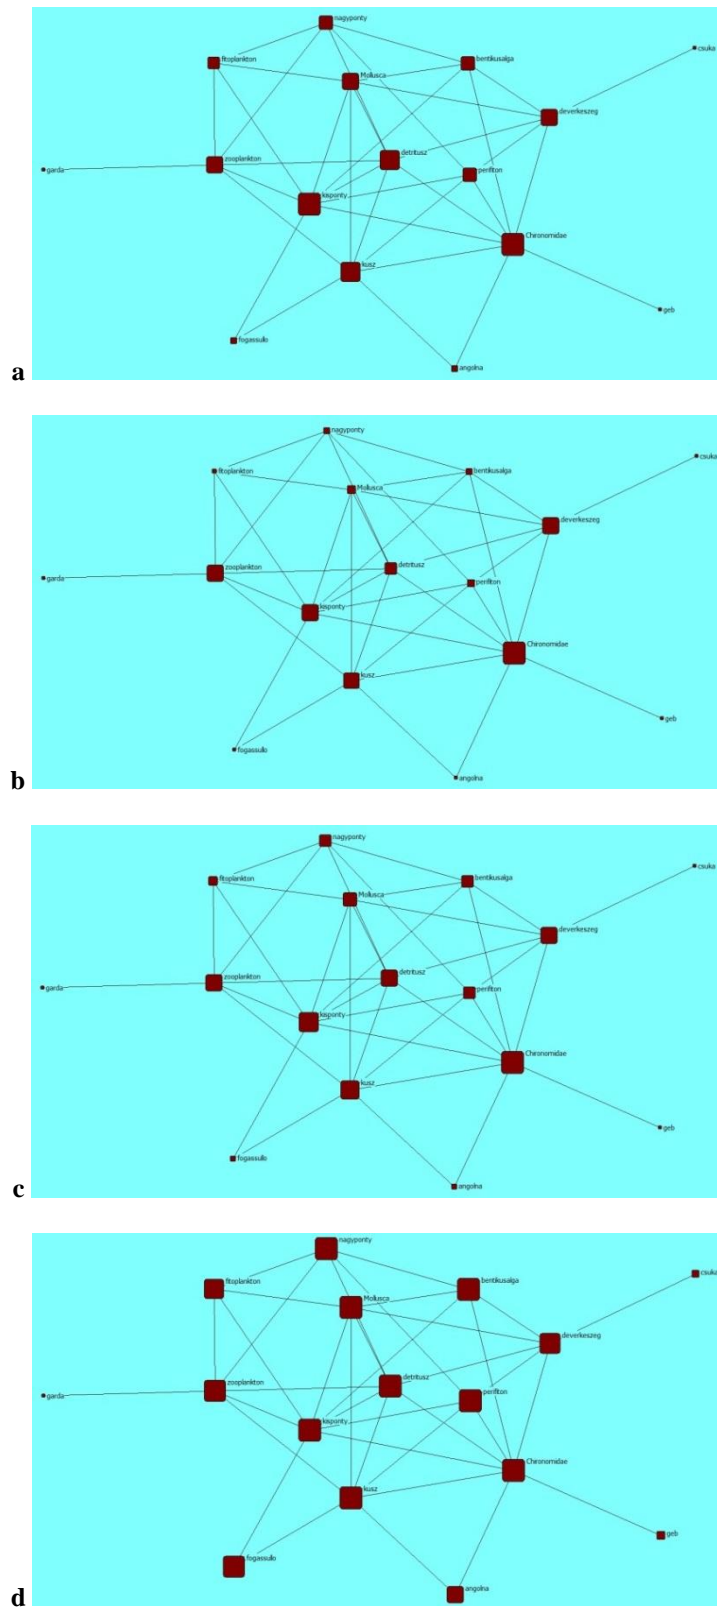 nagyponty
csuka
fitoplankton
bentikusalga
Mollusca
deverkeszeg
detritusz
zooplankton
garda
perifiton
kisponty
Chironomidae
kusz
geb
fogassullo
angolna
a
nagyponty
csuka
fitoplankton
bentikusalga
Mollusca
deverkeszeg
detritusz
zooplankton
garda
perifiton
kisponty
Chironomidae
kusz
geb
fogassullo
angolna
b
nagyponty
csuka
fitoplankton
bentikusalga
Mollusca
deverkeszeg
detritusz
zooplankton
garda
perifiton
kisponty
Chironomidae
kusz
geb
fogassullo
angolna
c
nagyponty
csuka
fitoplankton
bentikusalga
Mollusca
deverkeszeg
detritusz
zooplankton
garda
perifiton
kisponty
Chironomidae
kusz
geb
fogassullo
angolna
d